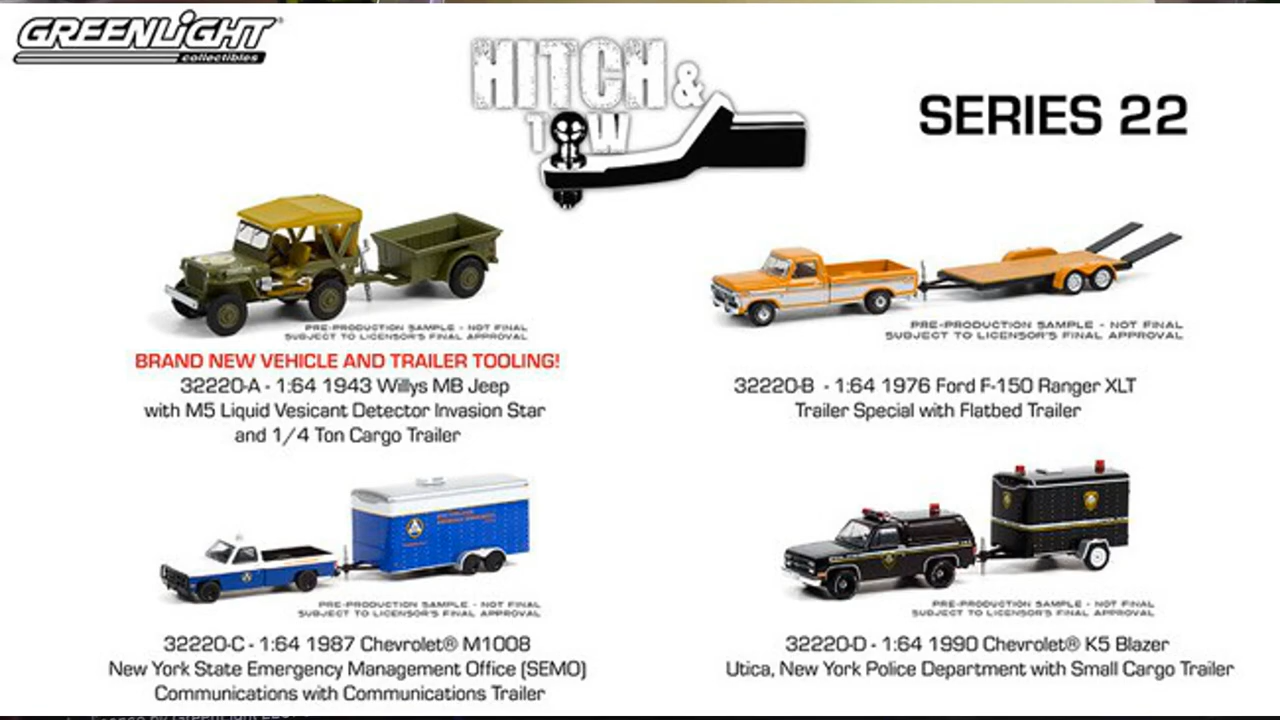 GREENLIGHT®
collectibles
HITCH &
TOW
SERIES 22
PRE-PRODUCTION SAMPLE - NOT FINAL
SUBJECT TO LICENSOR'S FINAL APPROVAL
BRAND NEW VEHICLE AND TRAILER TOOLING!
32220-A - 1:64 1943 Willys MB Jeep
with M5 Liquid Vesicant Detector Invasion Star
and 1/4 Ton Cargo Trailer
PRE-PRODUCTION SAMPLE - NOT FINAL
SUBJECT TO LICENSOR'S FINAL APPROVAL
32220-B - 1:64 1976 Ford F-150 Ranger XLT
Trailer Special with Flatbed Trailer
PRE-PRODUCTION SAMPLE - NOT FINAL
SUBJECT TO LICENSOR'S FINAL APPROVAL
32220-C - 1:64 1987 Chevrolet® M1008
New York State Emergency Management Office (SEMO)
Communications with Communications Trailer
PRE-PRODUCTION SAMPLE - NOT FINAL
SUBJECT TO LICENSOR'S FINAL APPROVAL
32220-D - 1:64 1990 Chevrolet® K5 Blazer
Utica, New York Police Department with Small Cargo Trailer